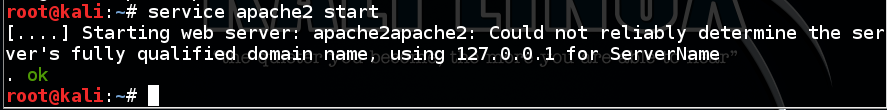 root@kali:~# service apache2 start
[....] Starting web server: apache2apache2: Could not reliably determine the ser
ver's fully qualified domain name, using 127.0.0.1 for ServerName
. ok
root@kali:~#